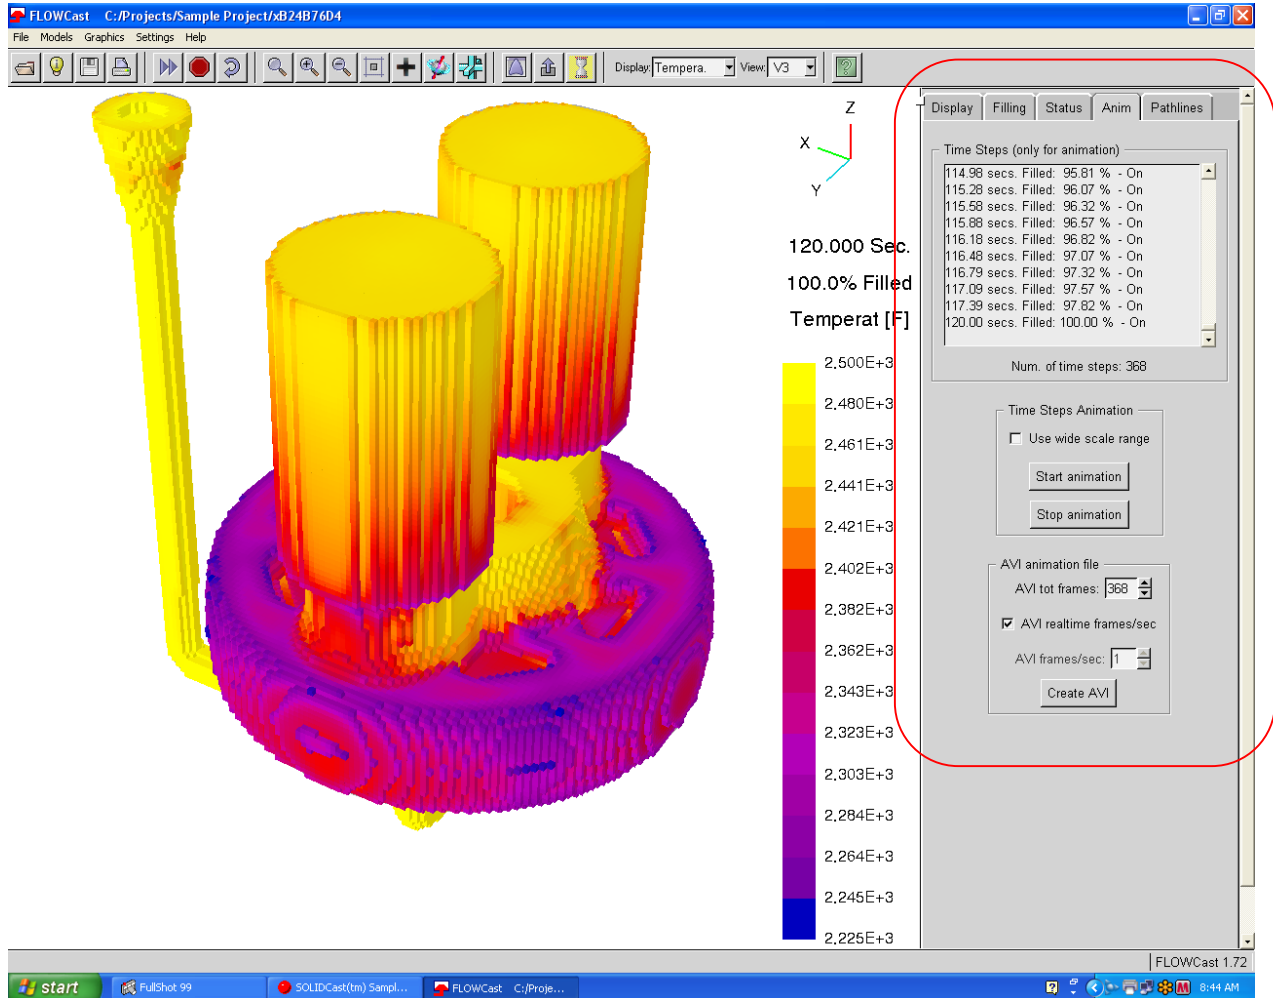 FLOWCast C:/Projects/Sample Project/xB24B76D4
File Models Graphics Settings Help
Display: Tempera. View: V3
Display Filling Status Anim Pathlines
Z
X
Y
120.000 Sec.
100.0% Filled
Temperat [F]
2.500E+3
2.480E+3
2.461E+3
2.441E+3
2.421E+3
2.402E+3
2.382E+3
2.362E+3
2.343E+3
2.323E+3
2.303E+3
2.284E+3
2.264E+3
2.245E+3
2.225E+3
Time Steps (only for animation)
114.98 secs. Filled: 95.81 % - On
115.28 secs. Filled: 96.07 % - On
115.58 secs. Filled: 96.32 % - On
115.88 secs. Filled: 96.57 % - On
116.18 secs. Filled: 96.82 % - On
116.48 secs. Filled: 97.07 % - On
116.79 secs. Filled: 97.32 % - On
117.09 secs. Filled: 97.57 % - On
117.39 secs. Filled: 97.82 % - On
120.00 secs. Filled: 100.00 % - On
Num. of time steps: 368
Time Steps Animation
Use wide scale range
Start animation
Stop animation
AVI animation file
AVI tot frames: 368
AVI realtime frames/sec
AVI frames/sec: 1
Create AVI
FLOWCast 1.72
start FullShot 99 SOLIDCast(tm) Sampl... FLOWCast C:/Proje... 8:44 AM